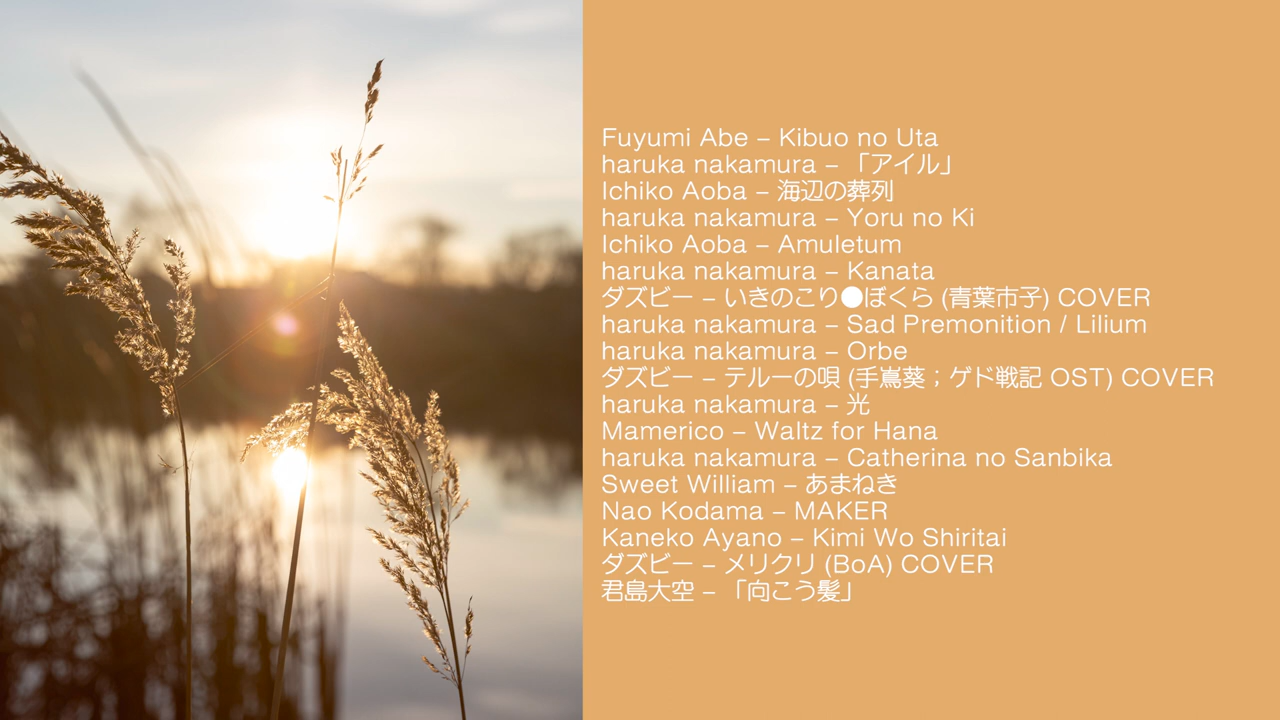 Fuyumi Abe – Kibuo no Uta
haruka nakamura – 「アイル」
Ichiko Aoba – 海辺の葬列
haruka nakamura – Yoru no Ki
Ichiko Aoba – Amuletum
haruka nakamura – Kanata
ダズビー – いきのこり●ぼくら (青葉市子) COVER
haruka nakamura – Sad Premonition / Lilium
haruka nakamura – Orbe
ダズビー – テルーの唄 (手嶌葵 ; ゲド戦記 OST) COVER
haruka nakamura – 光
Mamerico – Waltz for Hana
haruka nakamura – Catherina no Sanbika
Sweet William – あまねき
Nao Kodama – MAKER
Kaneko Ayano – Kimi Wo Shiritai
ダズビー – メリクリ (BoA) COVER
君島大空 – 「向こう髪」